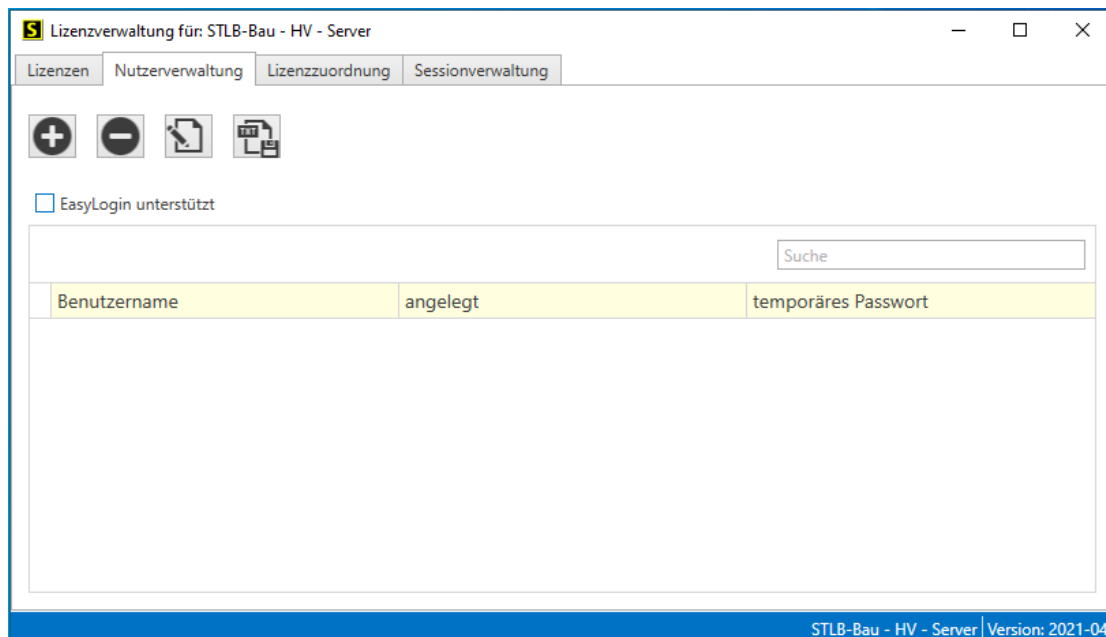 S Lizenzverwaltung für: STLB-Bau - HV - Server
Lizenzen Nutzerverwaltung Lizenzzuordnung Sessionverwaltung
TXT
EasyLogin unterstützt
Suche
Benutzername angelegt temporäres Passwort
STLB-Bau - HV - Server Version: 2021-04